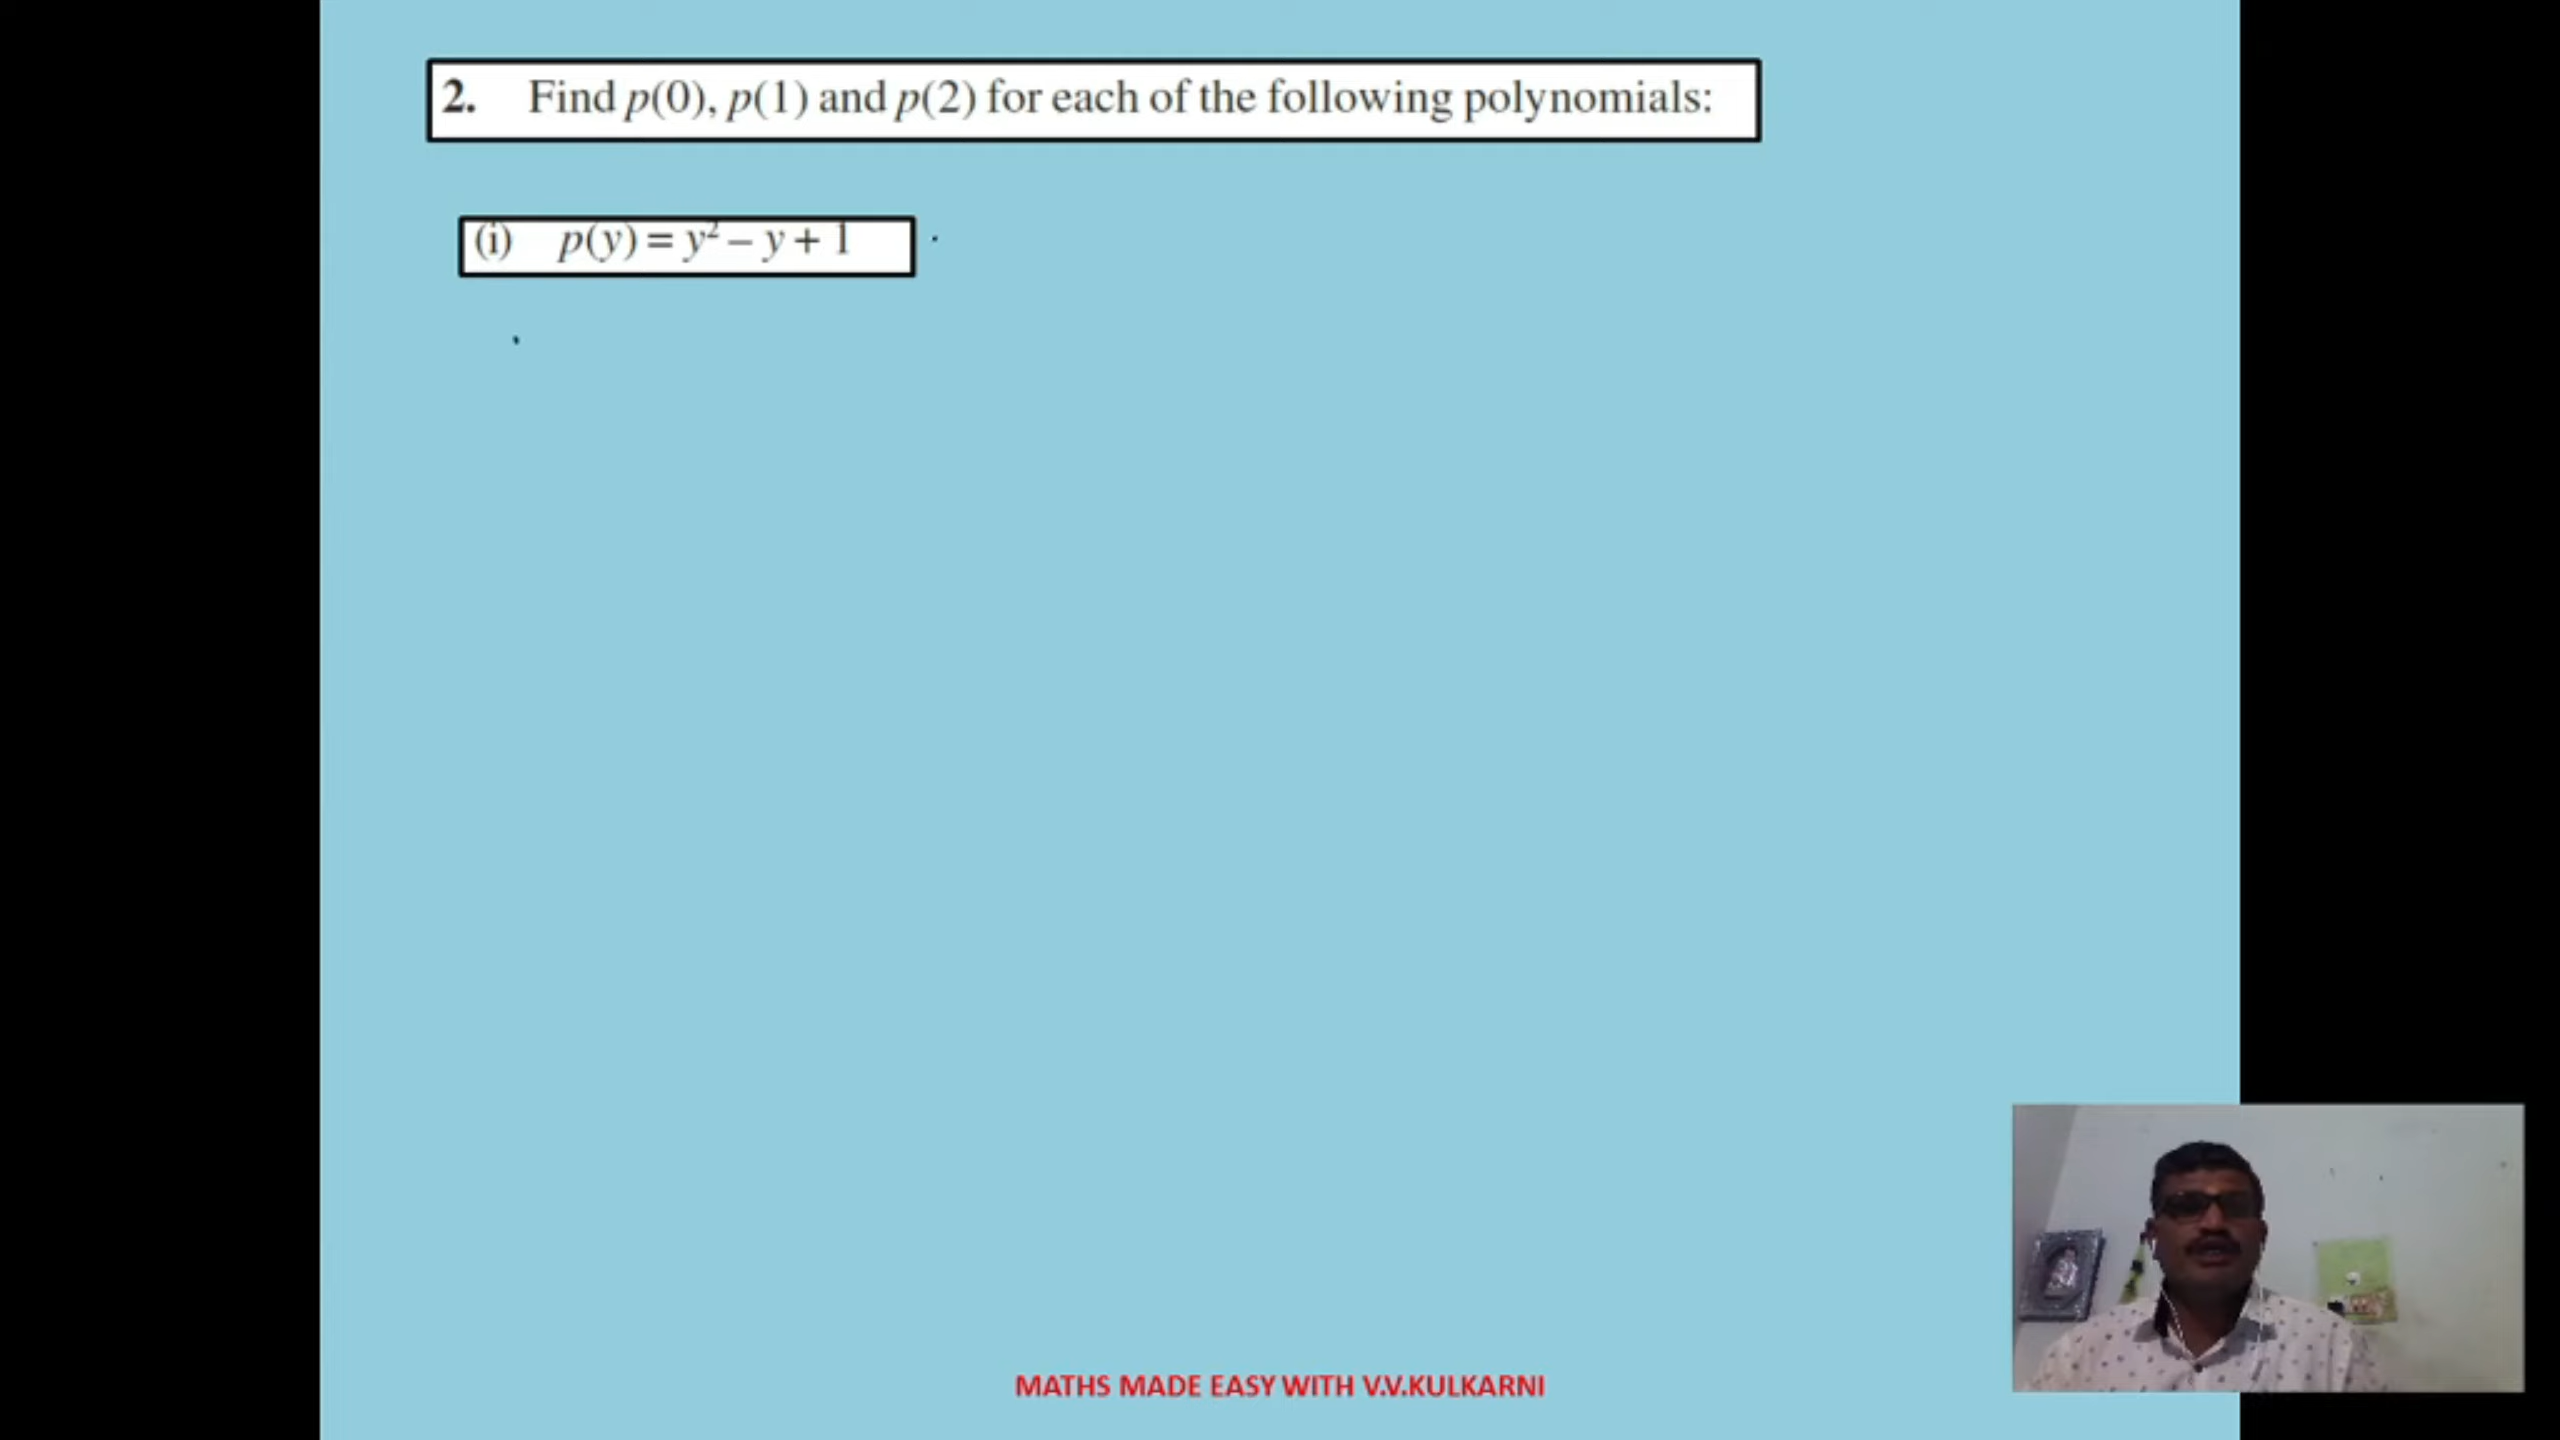 2. Find p(0), p(1) and p(2) for each of the following polynomials:
(i) p(y) = y² – y + 1
MATHS MADE EASY WITH V.V.KULKARNI